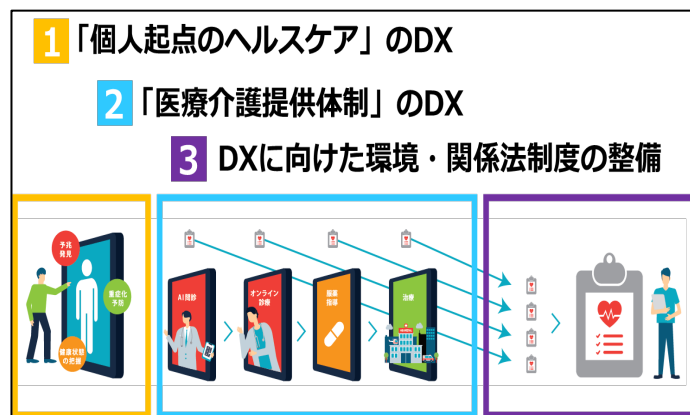 1 「個人起点のヘルスケア」のDX
2 「医療介護提供体制」のDX
3 DXに向けた環境・関係法制度の整備
予兆
発見
重症化
予防
健康状態
の把握
AI問診
オンライン
診療
服薬
指導
治療